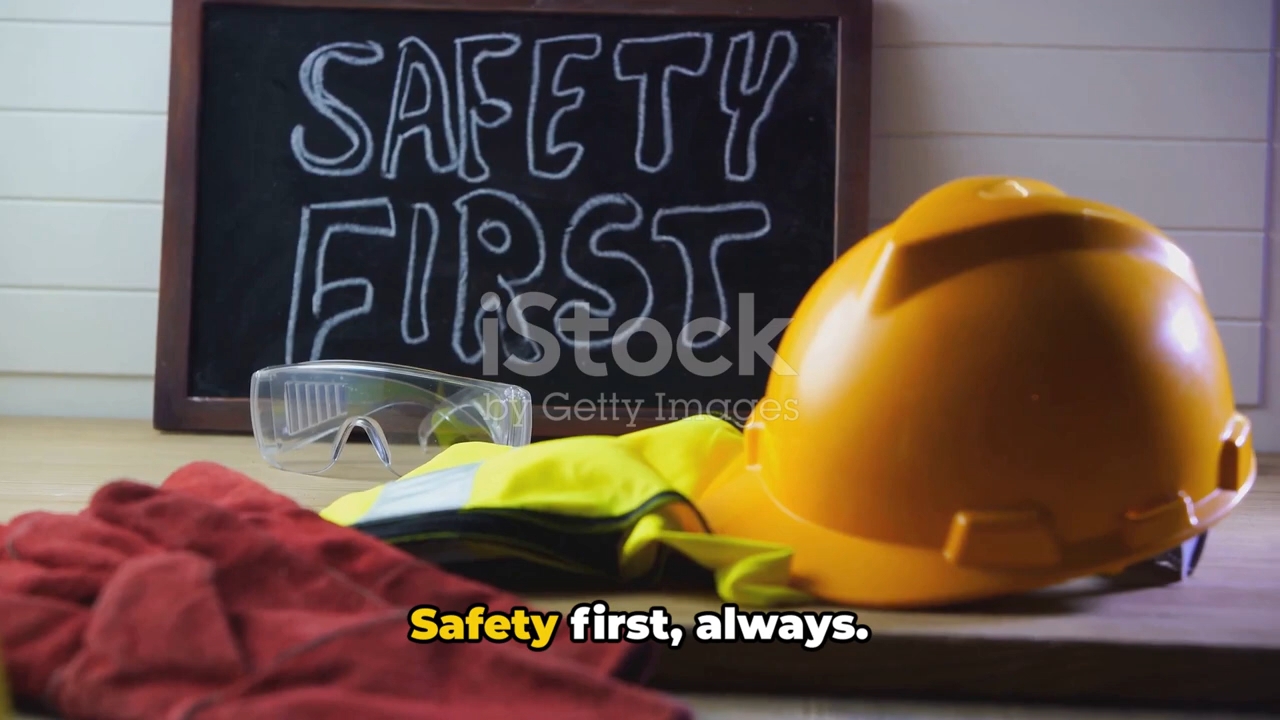 SAFETY
FIRST
iStock
by Getty Images
Safety first, always.